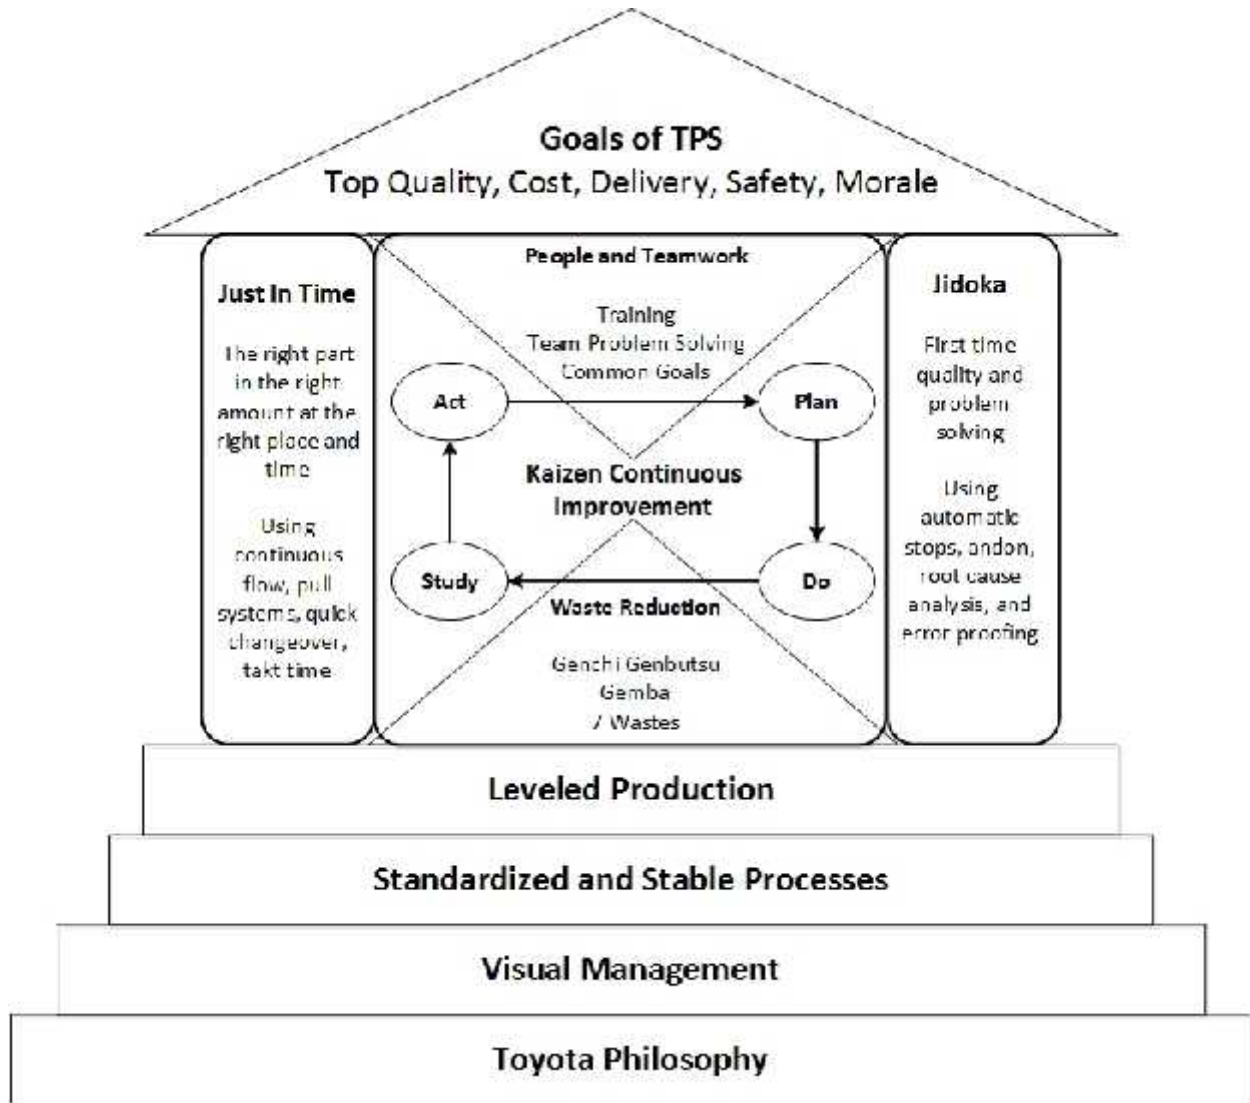 Goals of TPS
Top Quality, Cost, Delivery, Safety, Morale
Just In Time
The right part
in the right
amount at the
right place and
time
Using
continuous
flow, pull
systems, quick
changeover,
takt time
People and Teamwork
Training
Team Problem Solving
Common Goals
Act
Plan
Kaizen Continuous
Improvement
Study
Do
Waste Reduction
Genchi Genbutsu
Gemba
7 Wastes
Jidoka
First time
quality and
problem
solving
Using
automatic
stops, andon,
root cause
analysis, and
error proofing
Leveled Production
Standardized and Stable Processes
Visual Management
Toyota Philosophy